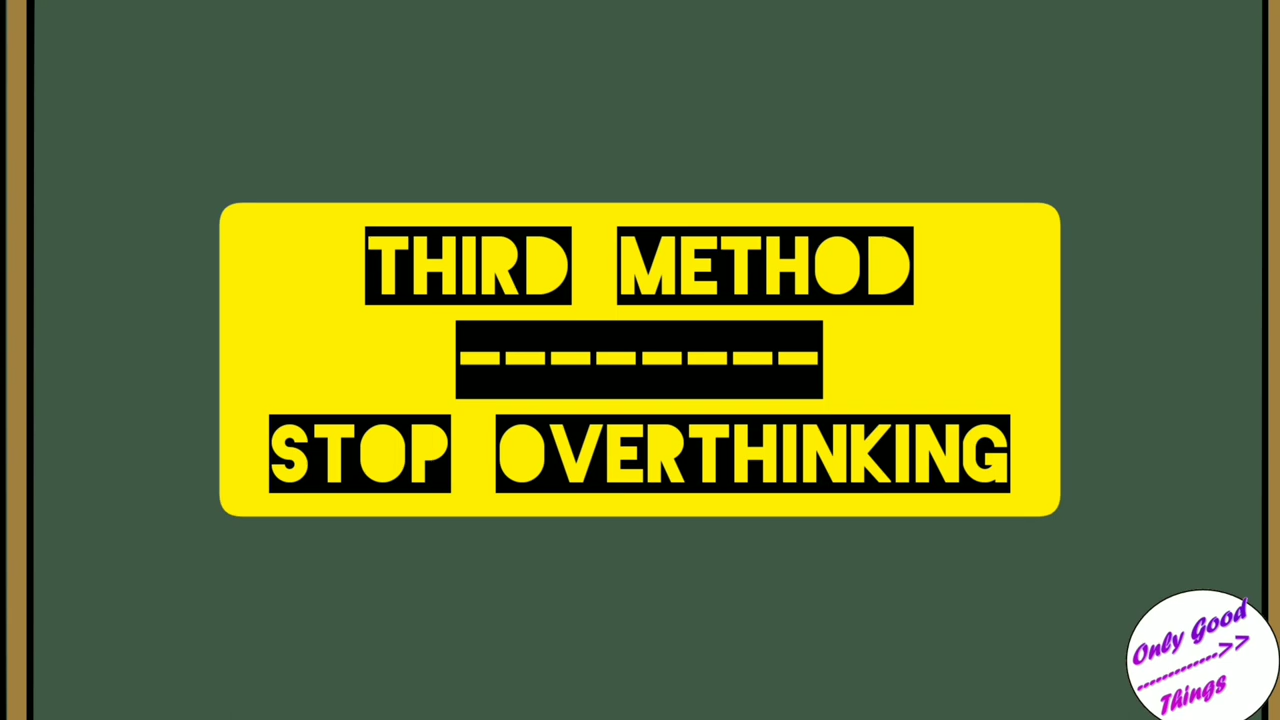 THIRD METHOD
--------
STOP OVERTHINKING
Only Good
------------->>
Things